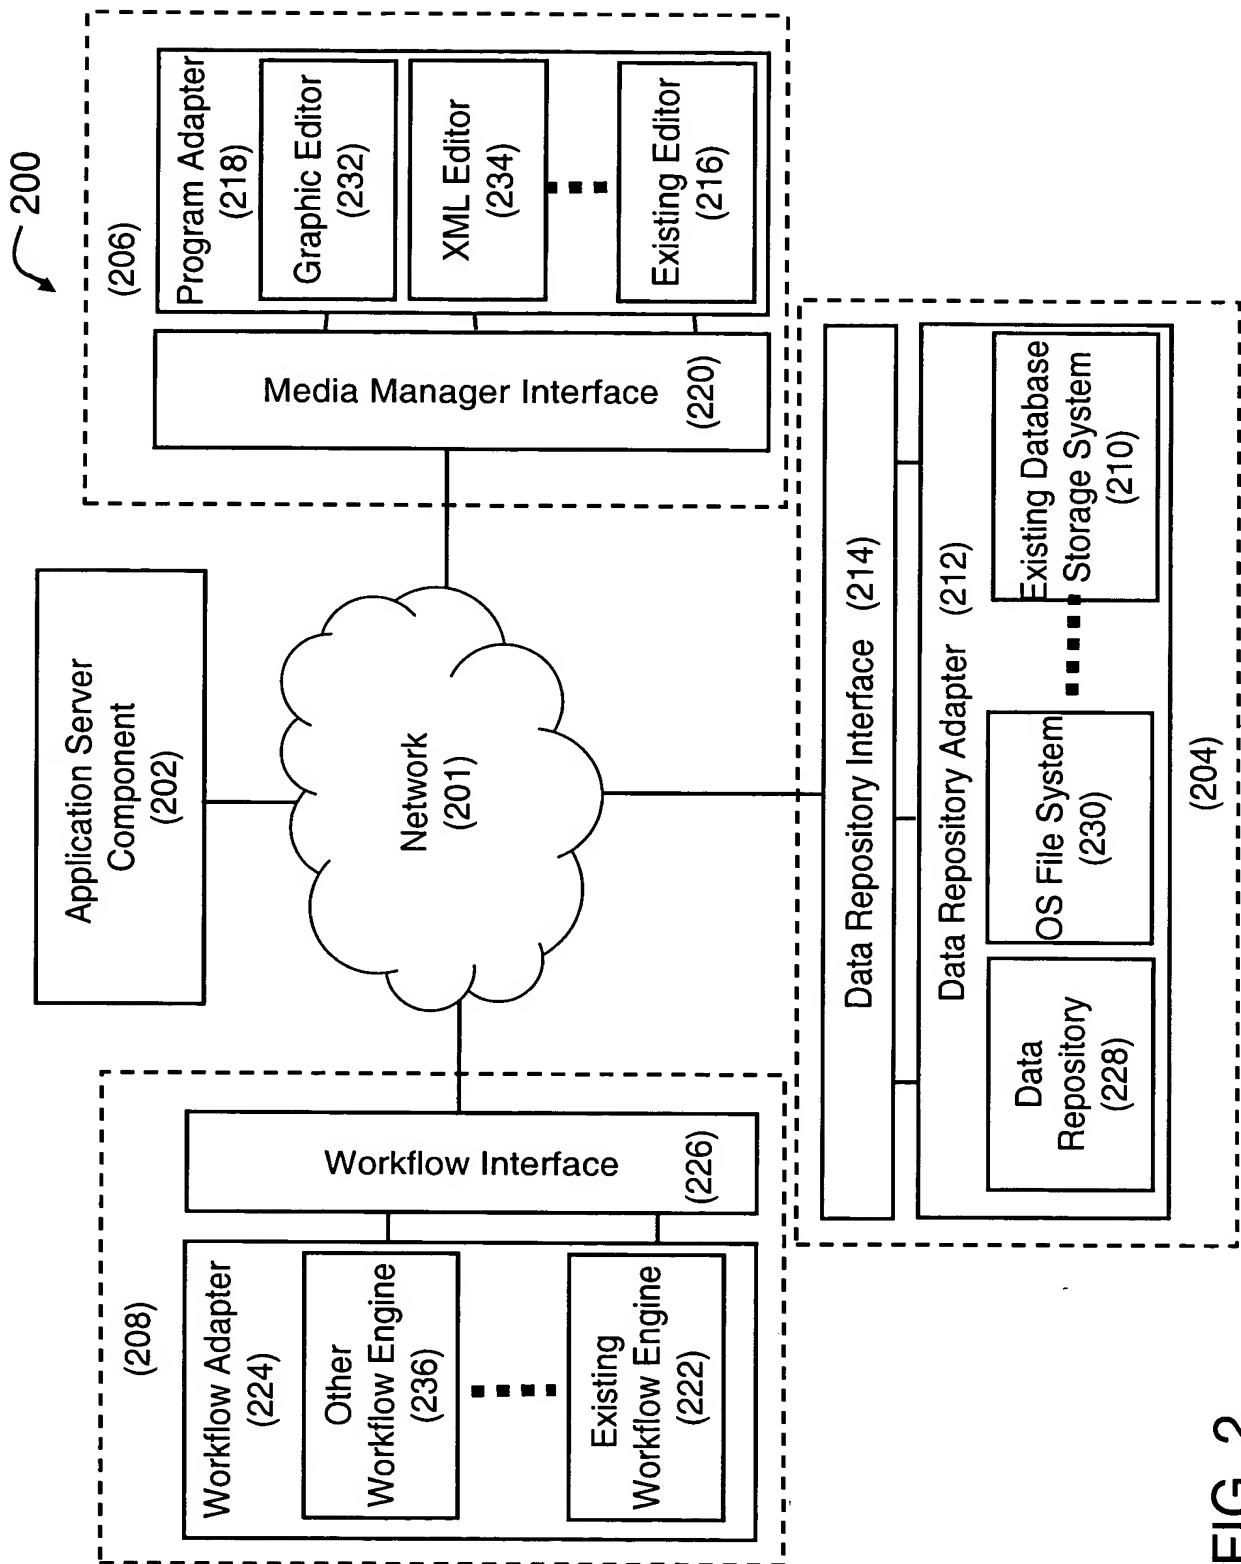 200
(206)
Program Adapter
(218)
Graphic Editor
(232)
XML Editor
(234)
Existing Editor
(216)
Media Manager Interface
(220)
Application Server
Component
(202)
Network
(201)
(208)
Workflow Adapter
(224)
Other
Workflow Engine
(236)
Existing
Workflow Engine
(222)
Workflow Interface
(226)
Data Repository Interface (214)
Data Repository Adapter (212)
Data
Repository
(228)
OS File System
(230)
Existing Database
Storage System
(210)
(204)
FIG. 2